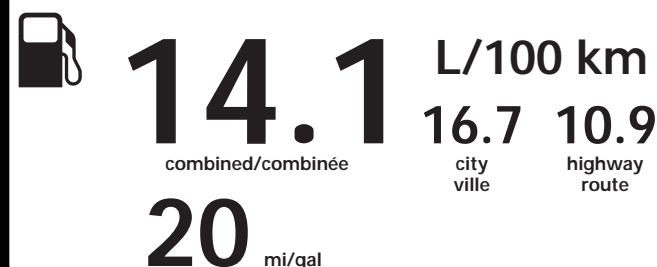 14.1 L/100 km
combined/combinée
16.7 10.9
city highway
ville route
20 mi/gal